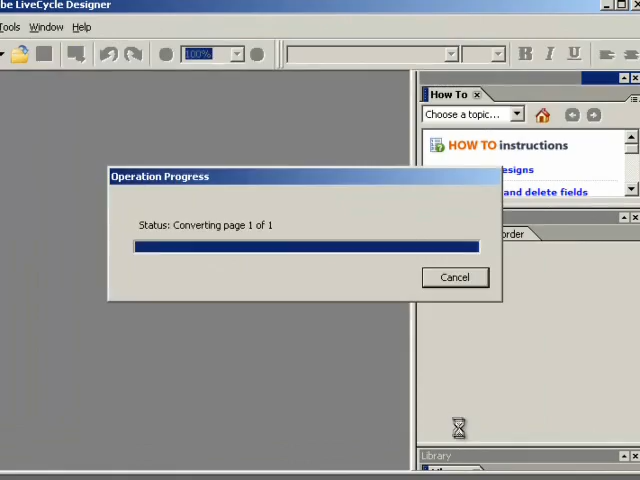 be LiveCycle Designer
Tools Window Help
100%
B I U
How To
Choose a topic...
HOW TO instructions
esigns
and delete fields
Operation Progress
Status: Converting page 1 of 1
Cancel
order
Library